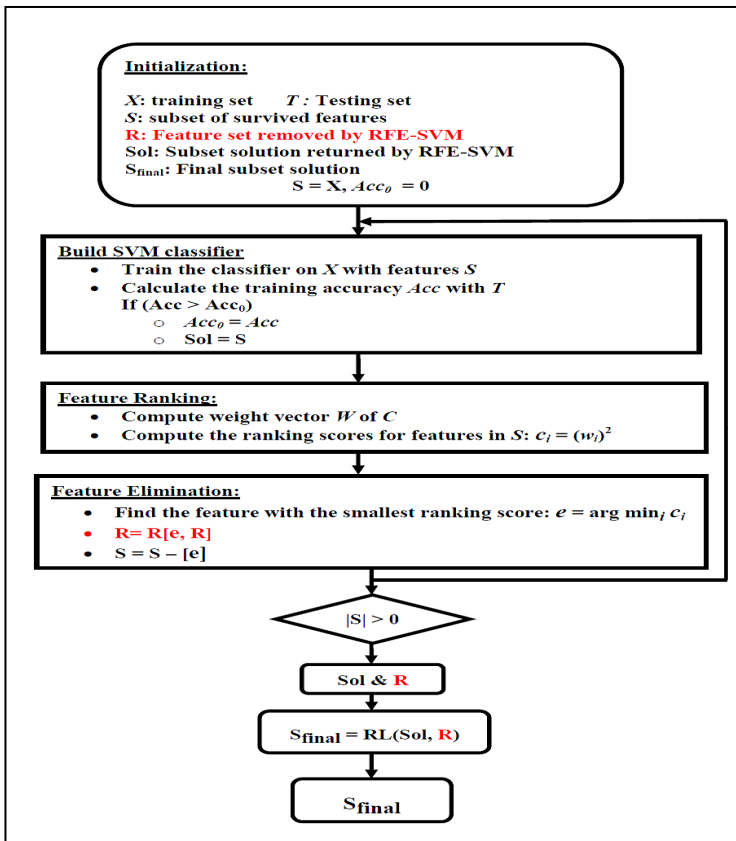 Initialization:
X: training set T : Testing set
S: subset of survived features
R: Feature set removed by RFE-SVM
Sol: Subset solution returned by RFE-SVM
Sfinal: Final subset solution
S = X, Acc0 = 0
Build SVM classifier
• Train the classifier on X with features S
• Calculate the training accuracy Acc with T
If (Acc > Acc0)
○ Acc0 = Acc
○ Sol = S
Feature Ranking:
• Compute weight vector W of C
• Compute the ranking scores for features in S: ci = (wi)2
Feature Elimination:
• Find the feature with the smallest ranking score: e = arg mini ci
• R= R[e, R]
• S = S – [e]
|S| > 0
Sol & R
Sfinal = RL(Sol, R)
Sfinal